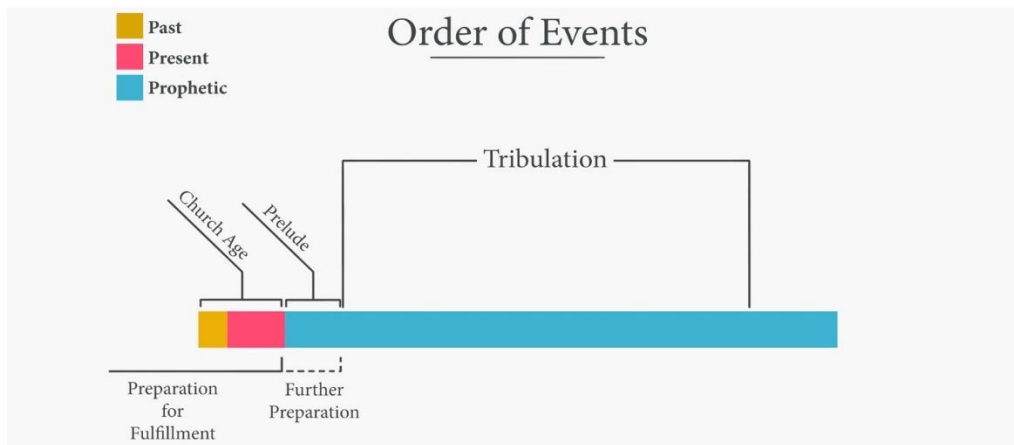 Order of Events
Past
Present
Prophetic
Tribulation
Church Age
Prelude
Preparation
for
Fulfillment
Further
Preparation